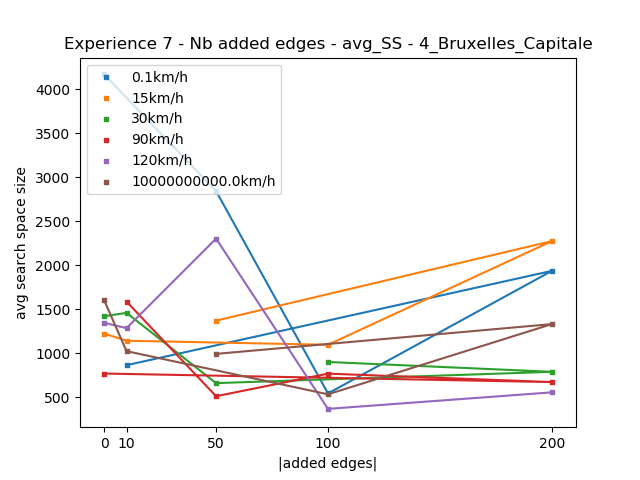 Experience 7 - Nb added edges - avg_SS - 4_Bruxelles_Capitale
4000
3500
3000
2500
2000
1500
1000
500
avg search space size
0.1km/h
15km/h
30km/h
90km/h
120km/h
10000000000.0km/h
0 10 50 100 200
|added edges|